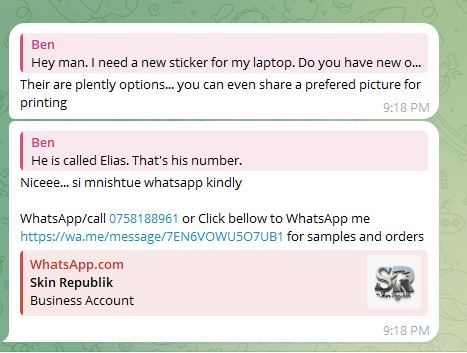 Ben
Hey man. I need a new sticker for my laptop. Do you have new o...
Their are plently options... you can even share a prefered picture for
printing
9:18 PM
Ben
He is called Elias. That's his number.
Niceee... si mnishtue whatsapp kindly
WhatsApp/call 0758188961 or Click bellow to WhatsApp me
https://wa.me/message/7EN6VOWU5O7UB1 for samples and orders
WhatsApp.com
Skin Republik
Business Account
SR
9:18 PM